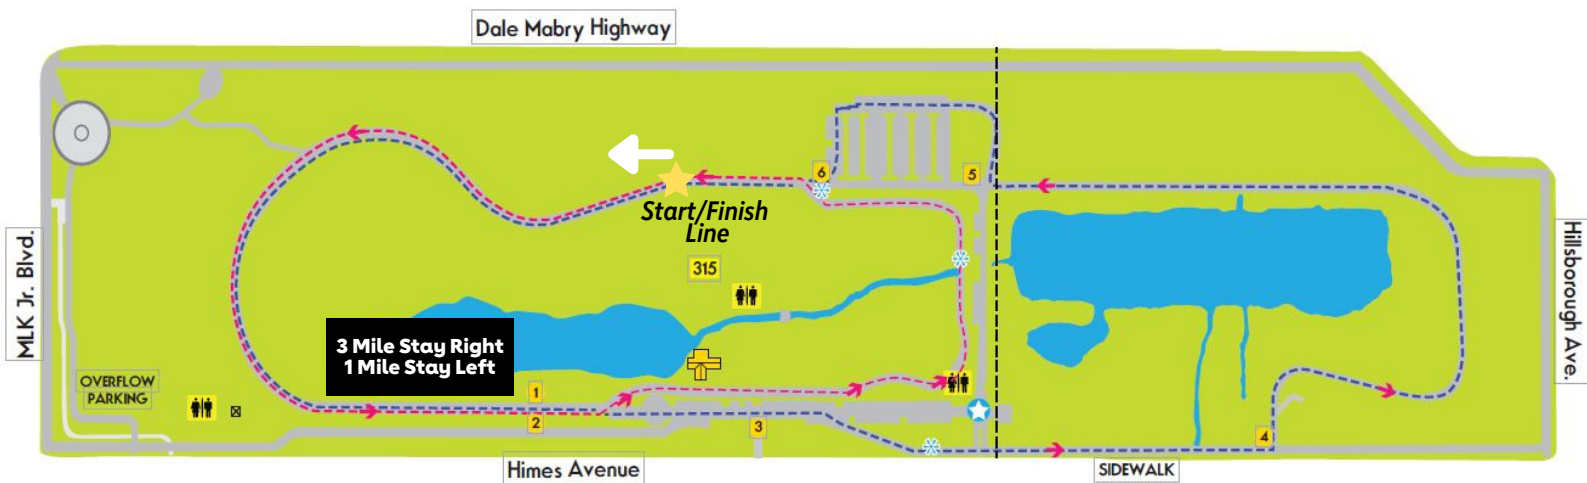 Dale Mabry Highway
6
5
Start/Finish
Line
315
MLK Jr. Blvd.
Hillsborough Ave.
3 Mile Stay Right
1 Mile Stay Left
OVERFLOW
PARKING
1
2
3
4
Himes Avenue
SIDEWALK